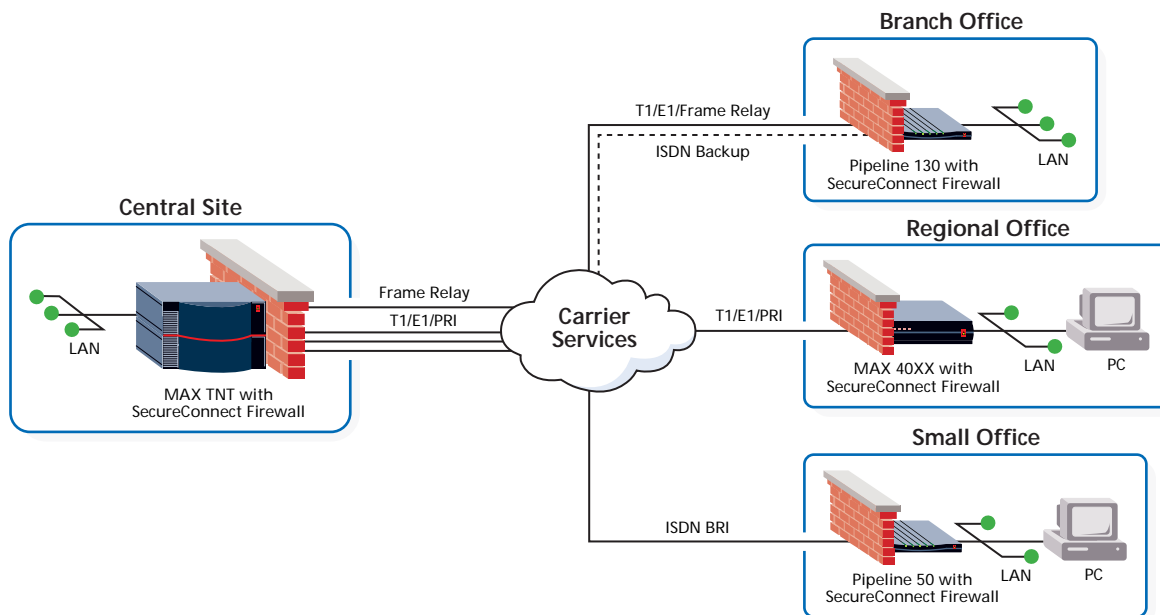 Branch Office
T1/E1/Frame Relay
ISDN Backup
LAN
Pipeline 130 with
SecureConnect Firewall
Central Site
LAN
MAX TNT with
SecureConnect Firewall
Frame Relay
T1/E1/PRI
Carrier
Services
Regional Office
T1/E1/PRI
LAN
PC
MAX 40XX with
SecureConnect Firewall
Small Office
ISDN BRI
LAN
PC
Pipeline 50 with
SecureConnect Firewall